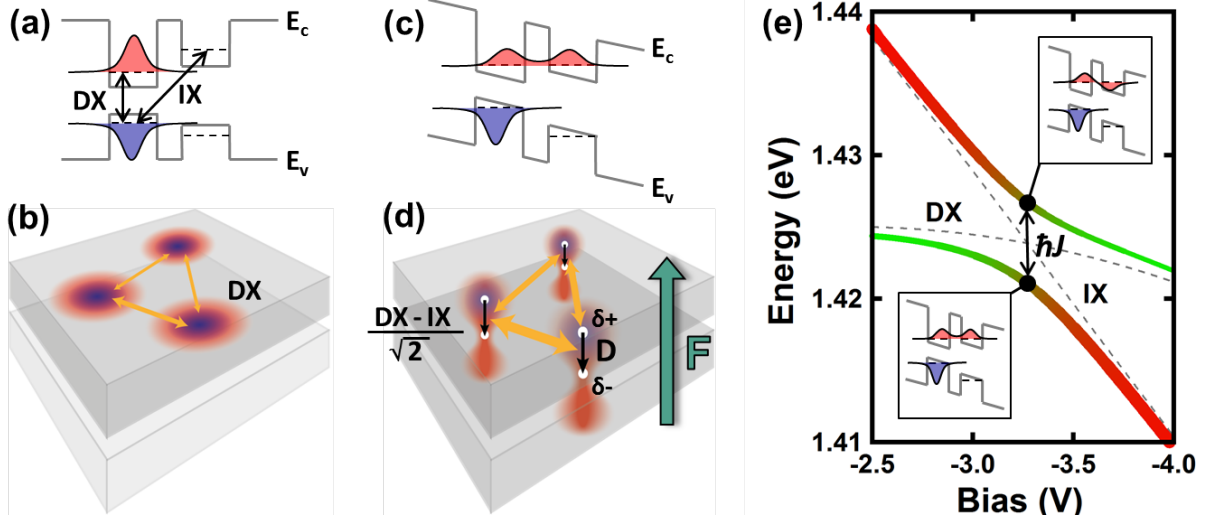 (a)
E_c
DX
IX
E_v
(b)
DX
(c)
E_c
E_v
(d)
DX - IX
√2
δ+
D
δ-
F
(e)
Energy (eV)
1.44
1.43
1.42
1.41
DX
ħJ
IX
-2.5
-3.0
-3.5
-4.0
Bias (V)